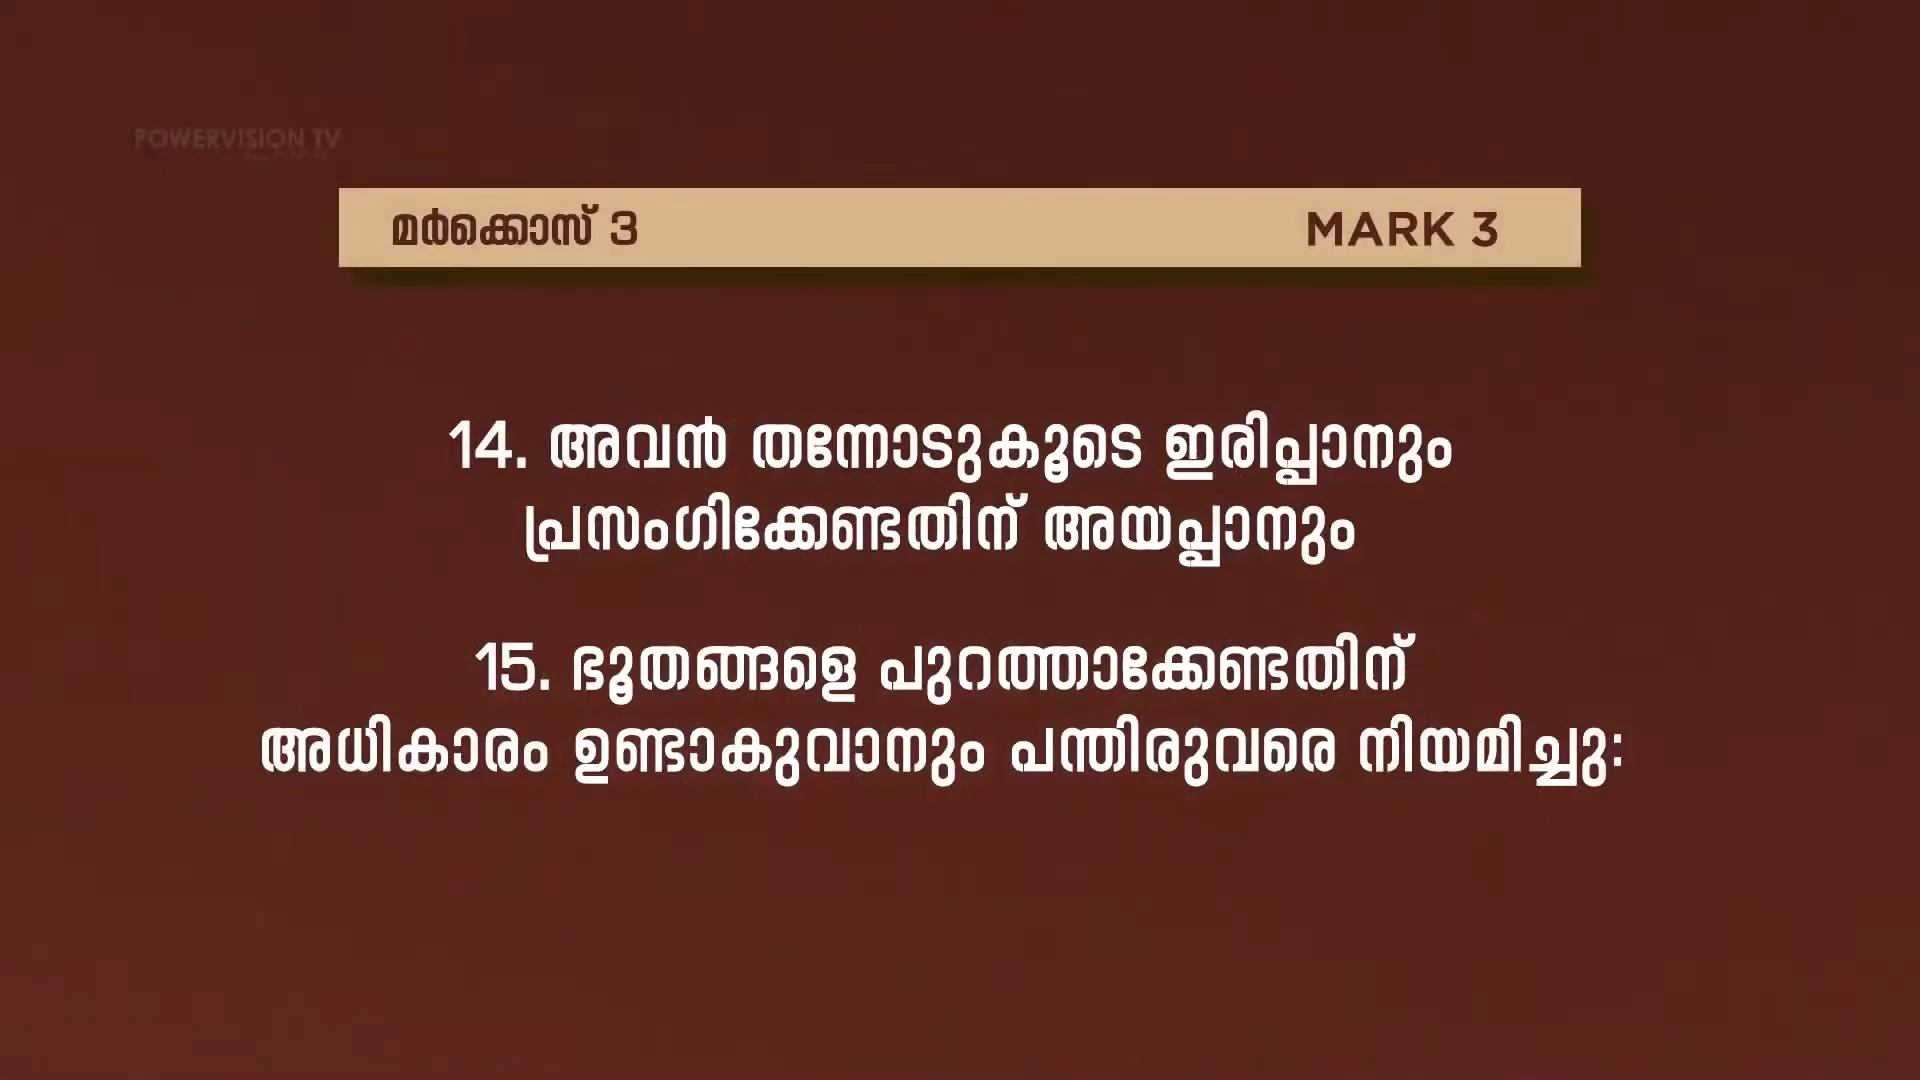 POWERVISION TV
മർക്കൊസ് 3 MARK 3
14. അവൻ തന്നോടുകൂടെ ഇരിപ്പാനും
പ്രസംഗിക്കേണ്ടതിന് അയപ്പാനും
15. ഭൂതങ്ങളെ പുറത്താക്കേണ്ടതിന്
അധികാരം ഉണ്ടാകുവാനും പന്തിരുവരെ നിയമിച്ചു: